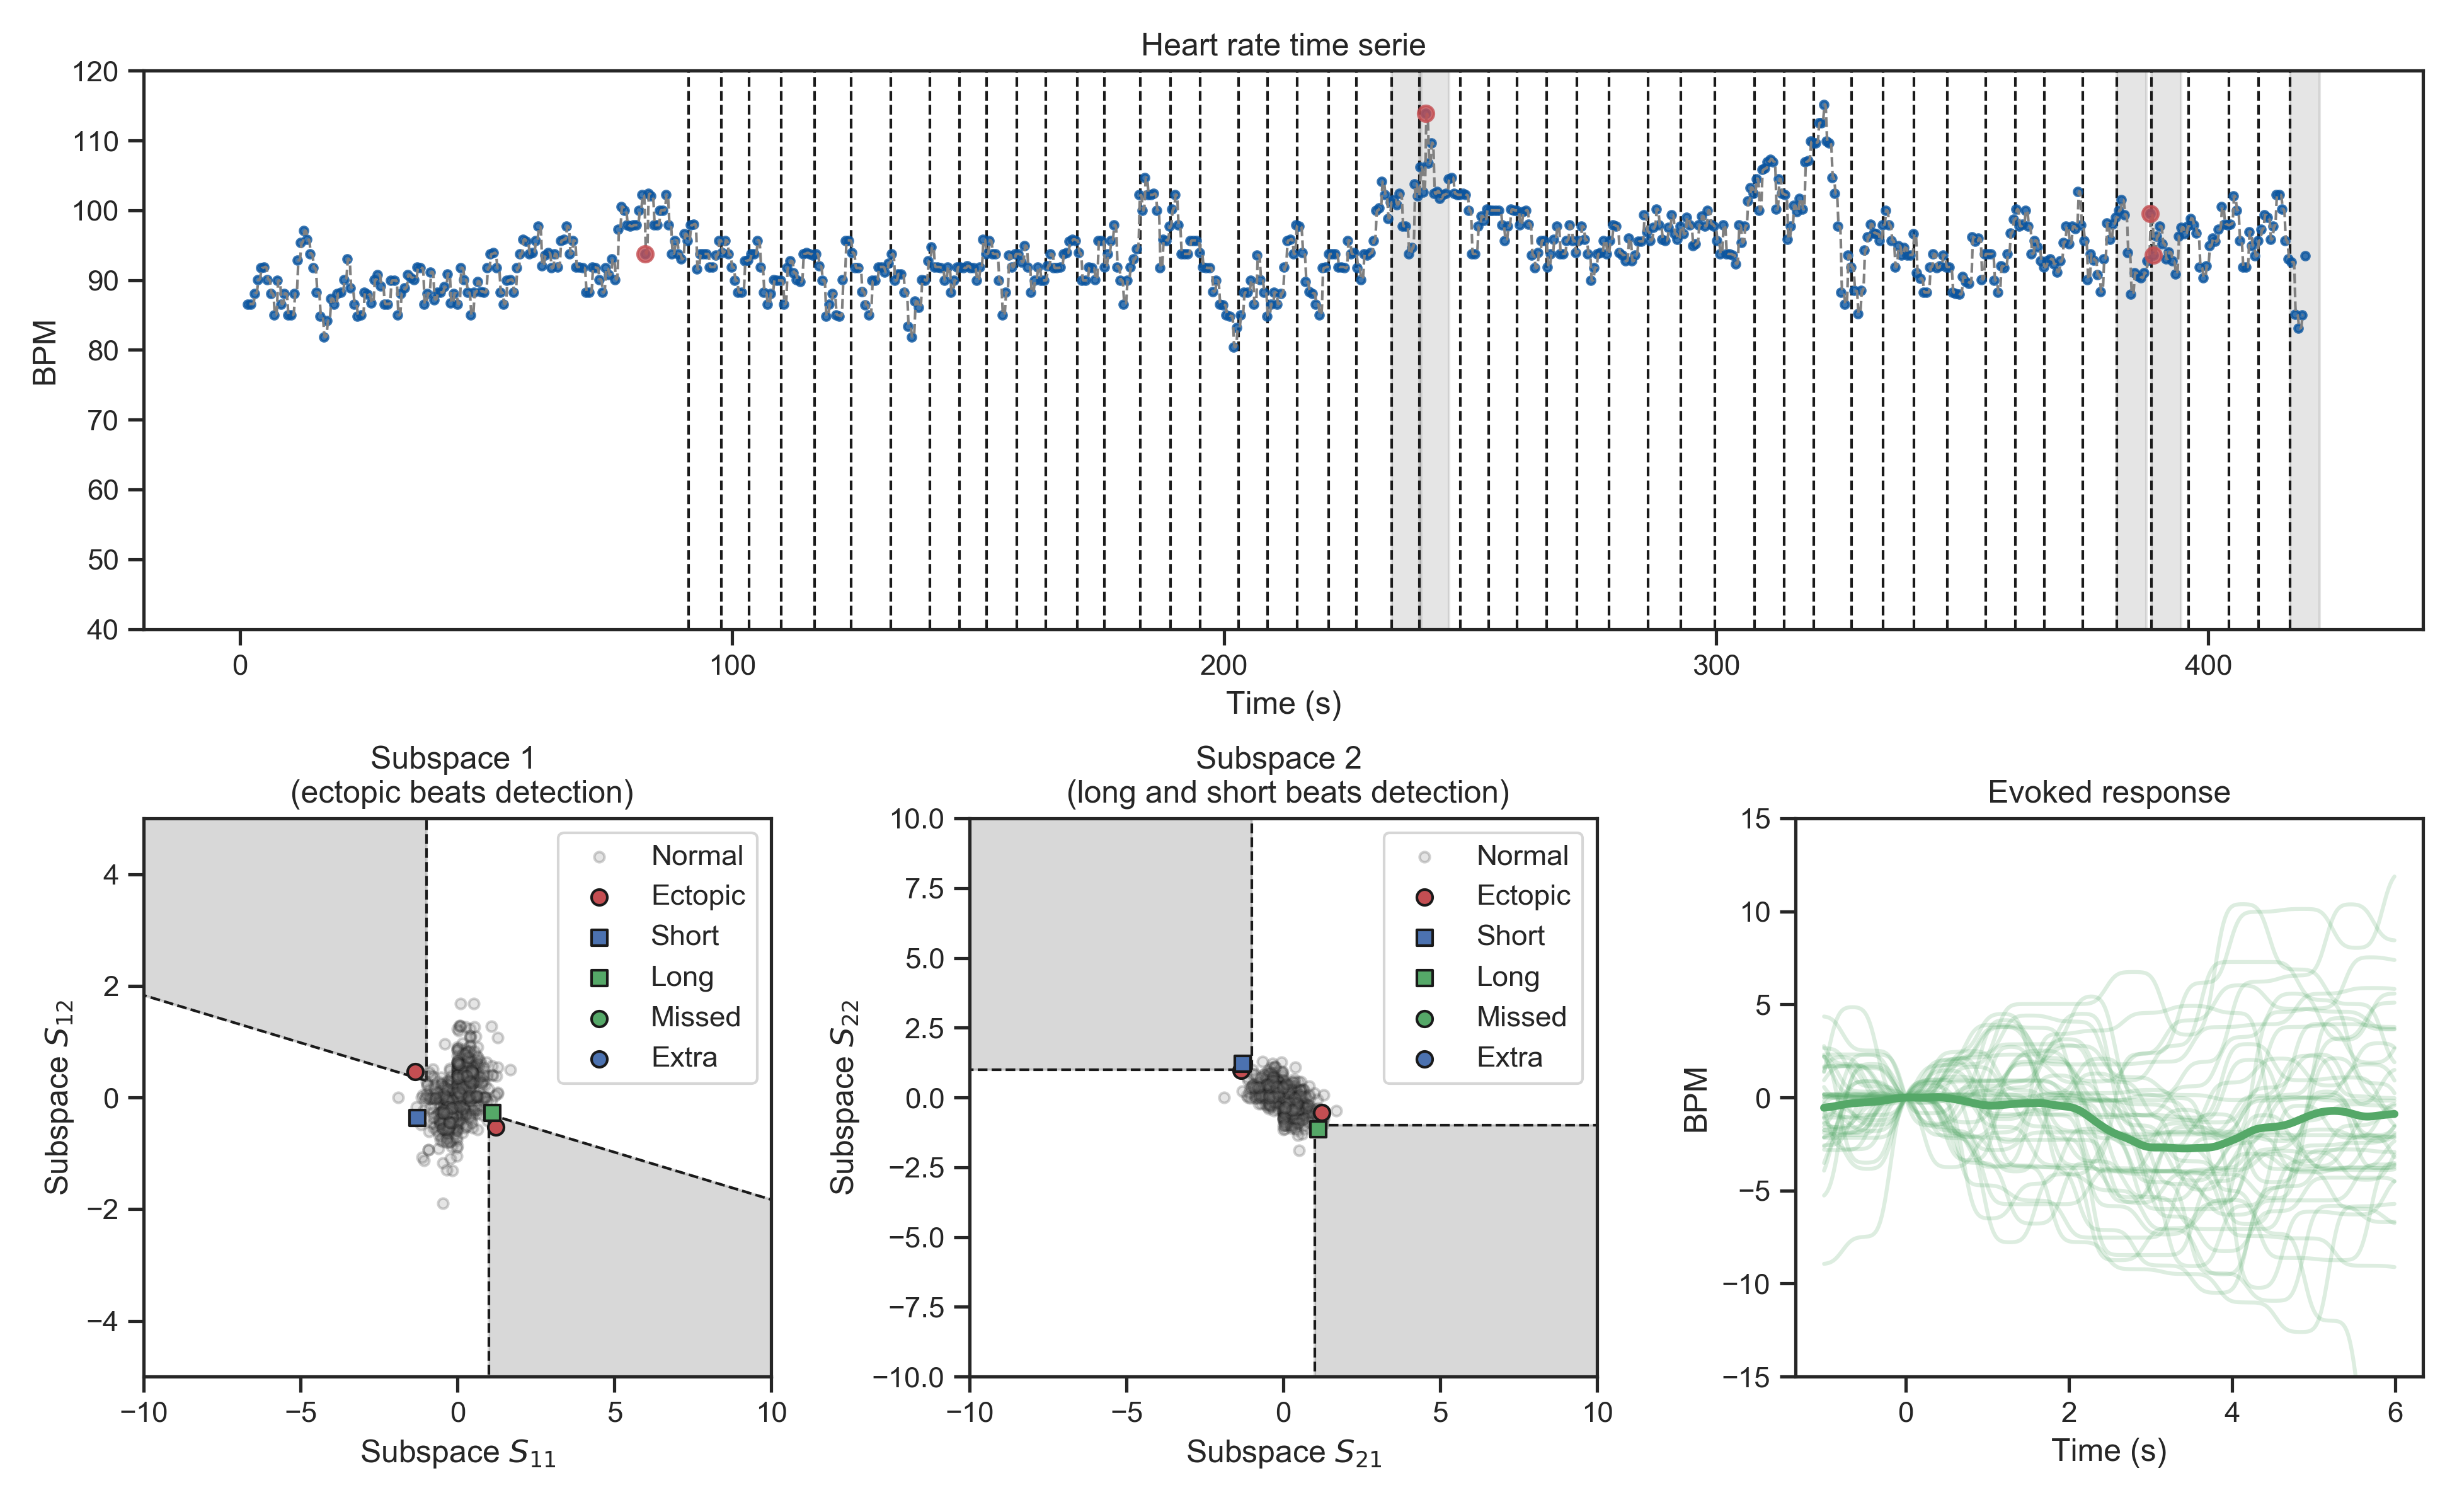 Heart rate time serie
120
110
100
90
80
70
60
50
40
BPM
0 100 200 300 400
Time (s)
Subspace 1
(ectopic beats detection)
4
2
0
−2
−4
Subspace S12
Normal
Ectopic
Short
Long
Missed
Extra
−10 −5 0 5 10
Subspace S11
Subspace 2
(long and short beats detection)
10.0
7.5
5.0
2.5
0.0
−2.5
−5.0
−7.5
−10.0
Subspace S22
Normal
Ectopic
Short
Long
Missed
Extra
−10 −5 0 5 10
Subspace S21
Evoked response
15
10
5
0
−5
−10
−15
BPM
0 2 4 6
Time (s)